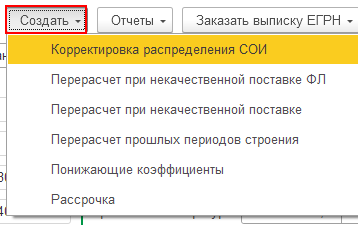 Создать Отчеты Заказать выписку ЕГРН
Корректировка распределения СОИ
Перерасчет при некачественной поставке ФЛ
Перерасчет при некачественной поставке
Перерасчет прошлых периодов строения
Понижающие коэффициенты
Рассрочка